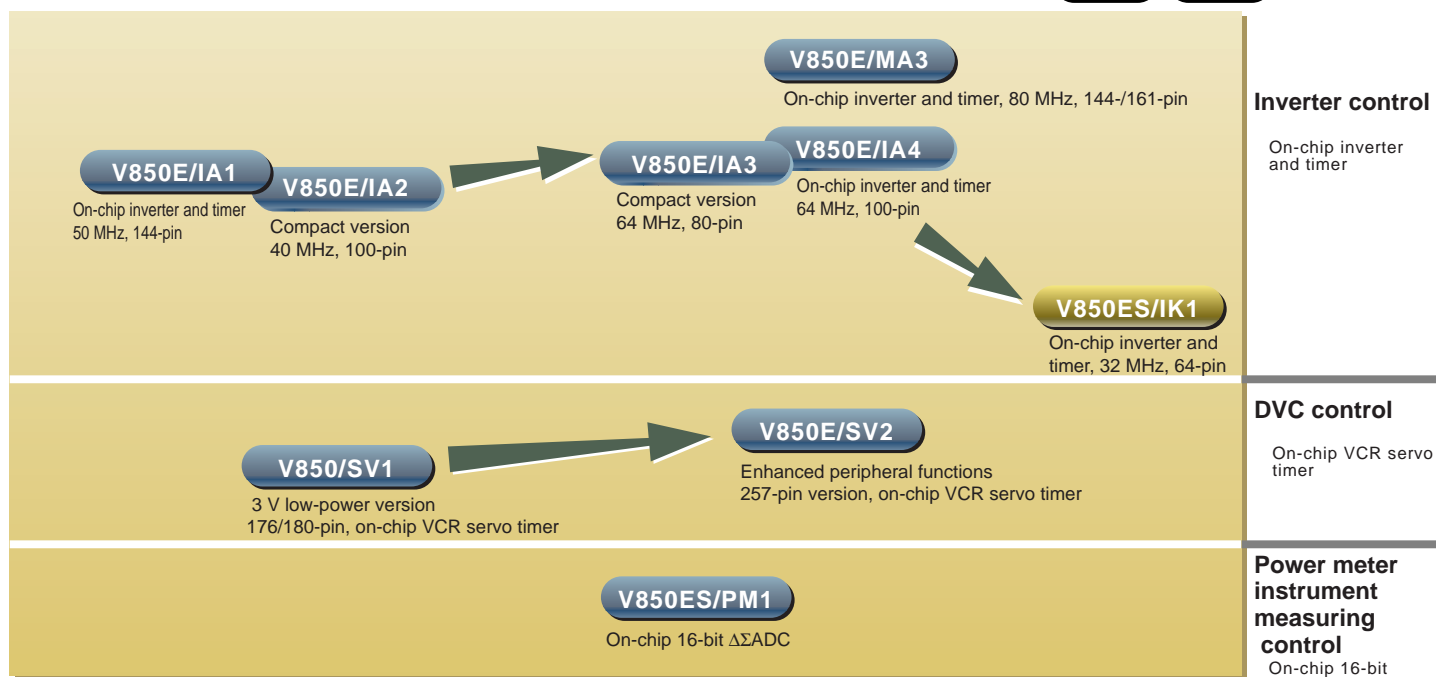 V850E/MA3
On-chip inverter and timer, 80 MHz, 144-/161-pin
V850E/IA1
On-chip inverter and timer
50 MHz, 144-pin
V850E/IA2
Compact version
40 MHz, 100-pin
V850E/IA3
Compact version
64 MHz, 80-pin
V850E/IA4
On-chip inverter and timer
64 MHz, 100-pin
V850ES/IK1
On-chip inverter and
timer, 32 MHz, 64-pin
Inverter control
On-chip inverter
and timer
V850/SV1
3 V low-power version
176/180-pin, on-chip VCR servo timer
V850E/SV2
Enhanced peripheral functions
257-pin version, on-chip VCR servo timer
DVC control
On-chip VCR servo
timer
V850ES/PM1
On-chip 16-bit ΔΣADC
Power meter
instrument
measuring
control
On-chip 16-bit